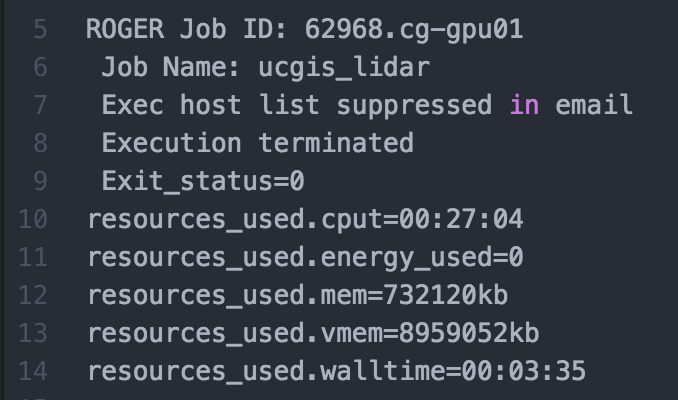 5 ROGER Job ID: 62968.cg-gpu01
6 Job Name: ucgis_lidar
7 Exec host list suppressed in email
8 Execution terminated
9 Exit_status=0
10 resources_used.cput=00:27:04
11 resources_used.energy_used=0
12 resources_used.mem=732120kb
13 resources_used.vmem=8959052kb
14 resources_used.walltime=00:03:35